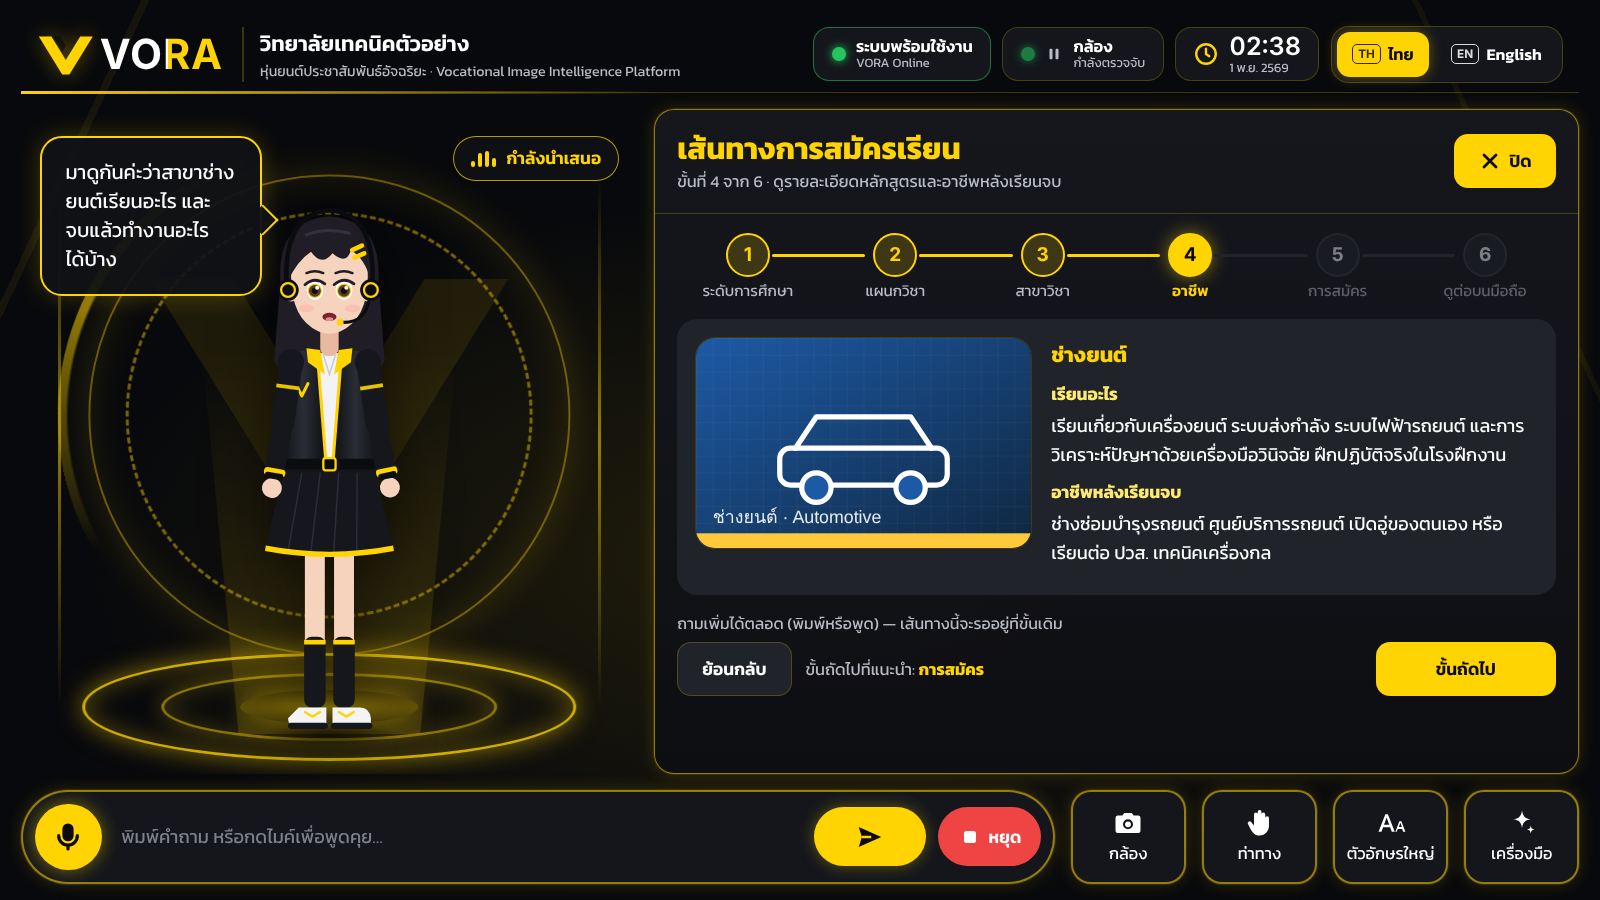 VORA
วิทยาลัยเทคนิคตัวอย่าง
หุ่นยนต์ประชาสัมพันธ์อัจฉริยะ · Vocational Image Intelligence Platform
ระบบพร้อมใช้งาน
VORA Online
กล้อง
กำลังตรวจจับ
02:38
1 พ.ย. 2569
TH ไทย
EN English
มาดูกันค่ะว่าสาขาช่าง
ยนต์เรียนอะไร และ
จบแล้วทำงานอะไร
ได้บ้าง
กำลังนำเสนอ
เส้นทางการสมัครเรียน
ขั้นที่ 4 จาก 6 · ดูรายละเอียดหลักสูตรและอาชีพหลังเรียนจบ
ปิด
1 2 3 4 5 6
ระดับการศึกษา แผนกวิชา สาขาวิชา อาชีพ การสมัคร ดูต่อบนมือถือ
ช่างยนต์ · Automotive
ช่างยนต์
เรียนอะไร
เรียนเกี่ยวกับเครื่องยนต์ ระบบส่งกำลัง ระบบไฟฟ้ารถยนต์ และการ
วิเคราะห์ปัญหาด้วยเครื่องมือวินิจฉัย ฝึกปฏิบัติจริงในโรงฝึกงาน
อาชีพหลังเรียนจบ
ช่างซ่อมบำรุงรถยนต์ ศูนย์บริการรถยนต์ เปิดอู่ของตนเอง หรือ
เรียนต่อ ปวส. เทคนิคเครื่องกล
ถามเพิ่มได้ตลอด (พิมพ์หรือพูด) — เส้นทางนี้จะรออยู่ที่ขั้นเดิม
ย้อนกลับ
ขั้นถัดไปที่แนะนำ: การสมัคร
ขั้นถัดไป
พิมพ์คำถาม หรือกดไมค์เพื่อพูดคุย...
หยุด
กล้อง
ท่าทาง
AA
ตัวอักษรใหญ่
เครื่องมือ